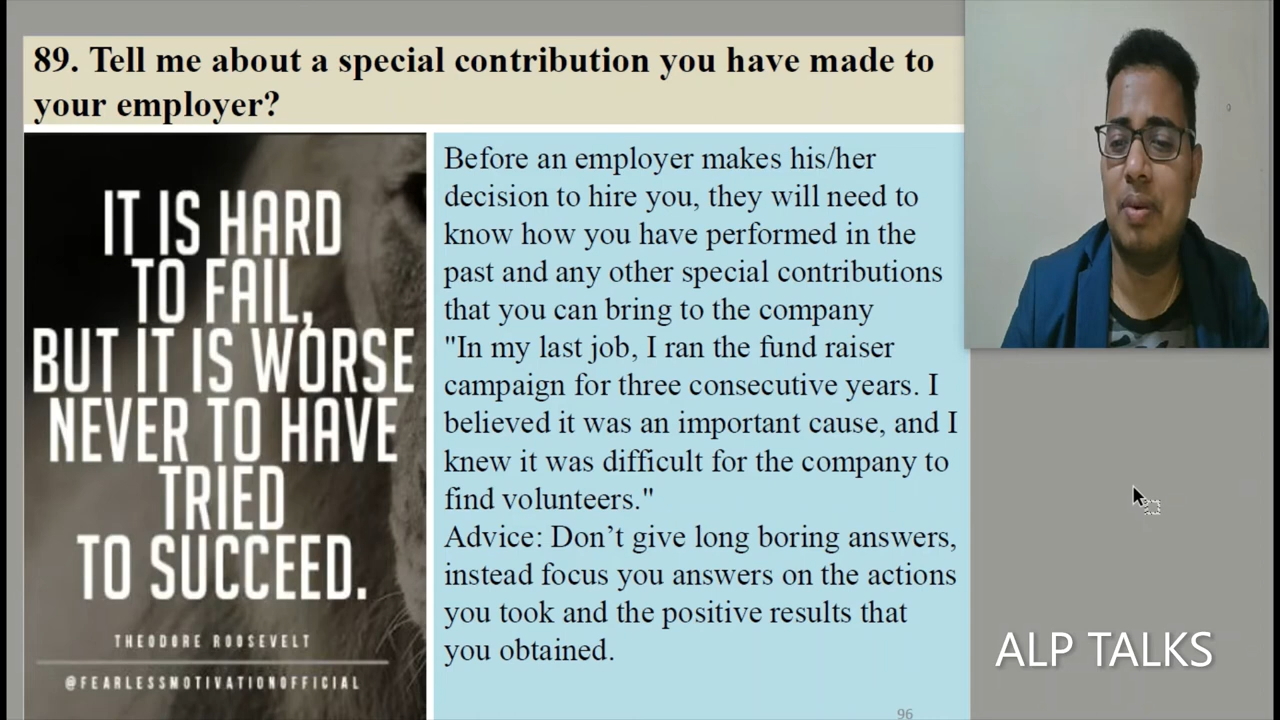 89. Tell me about a special contribution you have made to
your employer?
IT IS HARD
TO FAIL,
BUT IT IS WORSE
NEVER TO HAVE
TRIED
TO SUCCEED.
THEODORE ROOSEVELT
@FEARLESSMOTIVATIONOFFICIAL
Before an employer makes his/her
decision to hire you, they will need to
know how you have performed in the
past and any other special contributions
that you can bring to the company
"In my last job, I ran the fund raiser
campaign for three consecutive years. I
believed it was an important cause, and I
knew it was difficult for the company to
find volunteers."
Advice: Don’t give long boring answers,
instead focus you answers on the actions
you took and the positive results that
you obtained.
96
ALP TALKS